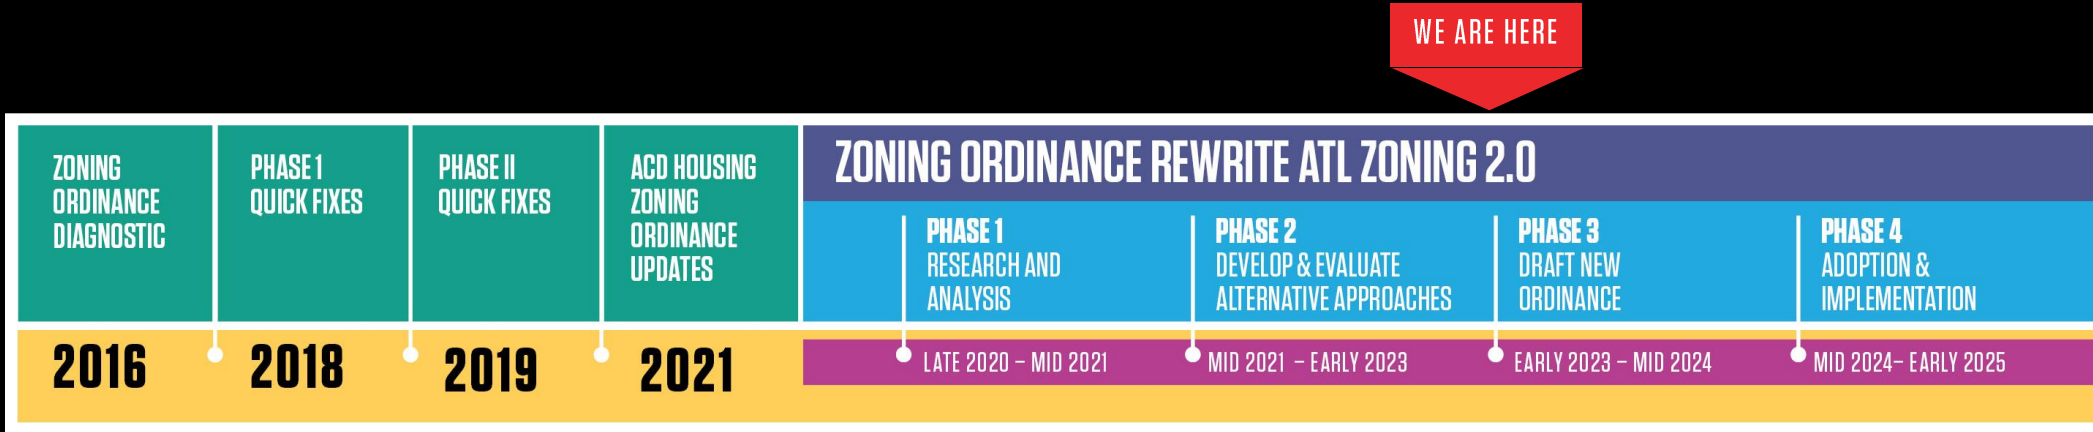 WE ARE HERE
ZONING
ORDINANCE
DIAGNOSTIC
PHASE 1
QUICK FIXES
PHASE II
QUICK FIXES
ACD HOUSING
ZONING
ORDINANCE
UPDATES
ZONING ORDINANCE REWRITE ATL ZONING 2.0
PHASE 1
RESEARCH AND
ANALYSIS
PHASE 2
DEVELOP & EVALUATE
ALTERNATIVE APPROACHES
PHASE 3
DRAFT NEW
ORDINANCE
PHASE 4
ADOPTION &
IMPLEMENTATION
2016
2018
2019
2021
LATE 2020 – MID 2021
MID 2021 – EARLY 2023
EARLY 2023 – MID 2024
MID 2024– EARLY 2025